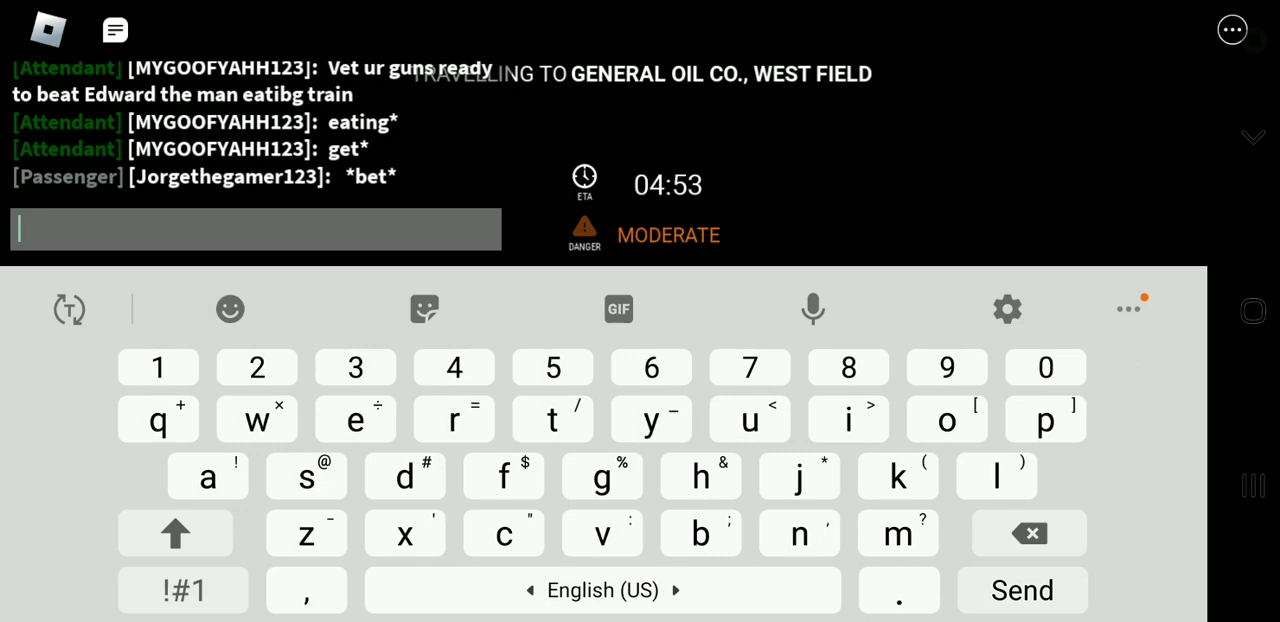 [Attendant] [MYGOOFYAHH123]: Vet ur guns ready
to beat Edward the man eatibg train
[Attendant] [MYGOOFYAHH123]: eating*
[Attendant] [MYGOOFYAHH123]: get*
[Passenger] [Jorgethegamer123]: *bet*
TRAVELLING TO GENERAL OIL CO., WEST FIELD
ETA 04:53
DANGER MODERATE
T GIF
1 2 3 4 5 6 7 8 9 0
q + w × e ÷ r = t / y _ u < i > o [ p ]
a ! s @ d # f $ g % h & j * k ( l )
z - x ' c " v : b ; n , m ?
!#1 , English (US) . Send